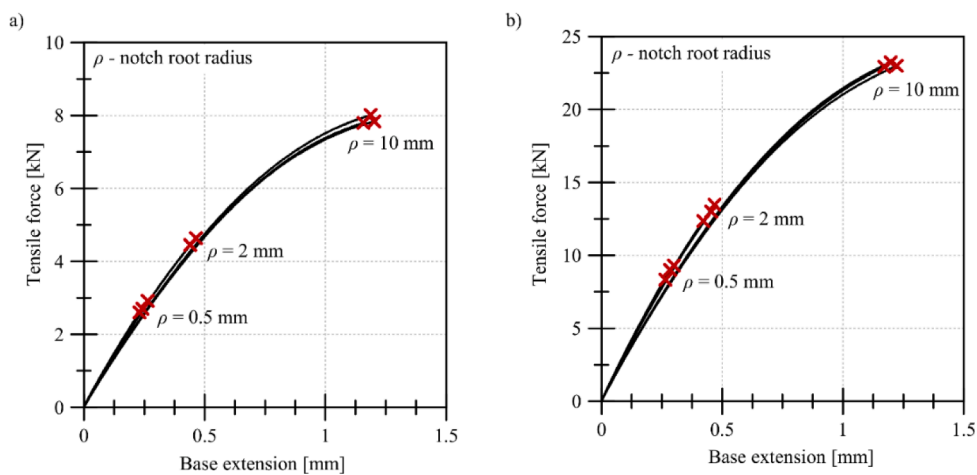 a)
10
8
6
4
2
0
Tensile force [kN]
ρ - notch root radius
ρ = 10 mm
ρ = 2 mm
ρ = 0.5 mm
0 0.5 1 1.5
Base extension [mm]
b)
25
20
15
10
5
0
Tensile force [kN]
ρ - notch root radius
ρ = 10 mm
ρ = 2 mm
ρ = 0.5 mm
0 0.5 1 1.5
Base extension [mm]